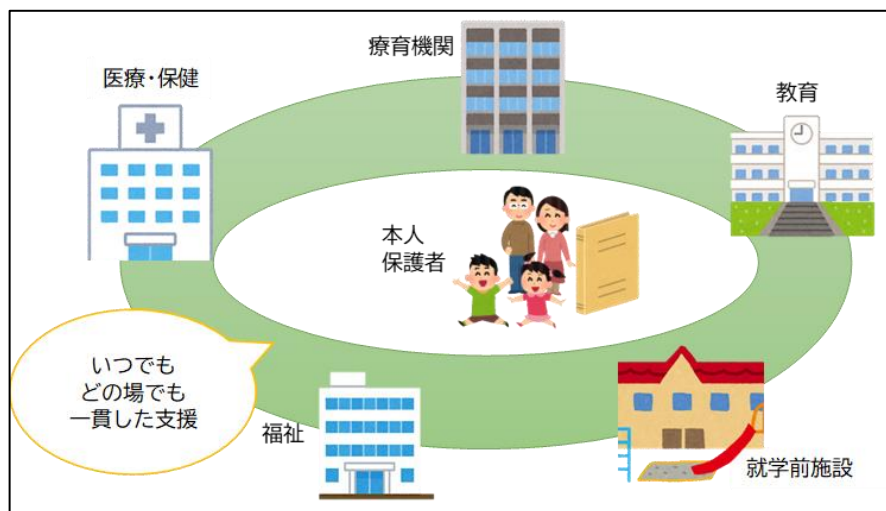 療育機関
医療・保健
教育
本人
保護者
いつでも
どの場でも
一貫した支援
福祉
就学前施設